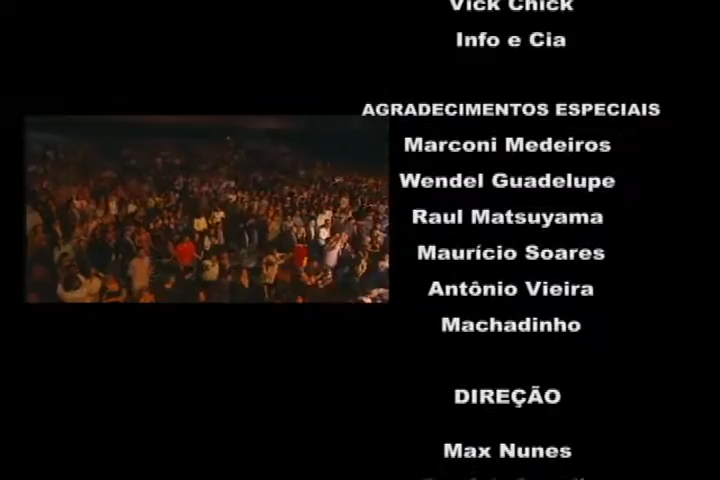 Vick Chick
Info e Cia
AGRADECIMENTOS ESPECIAIS
Marconi Medeiros
Wendel Guadelupe
Raul Matsuyama
Maurício Soares
Antônio Vieira
Machadinho
DIREÇÃO
Max Nunes